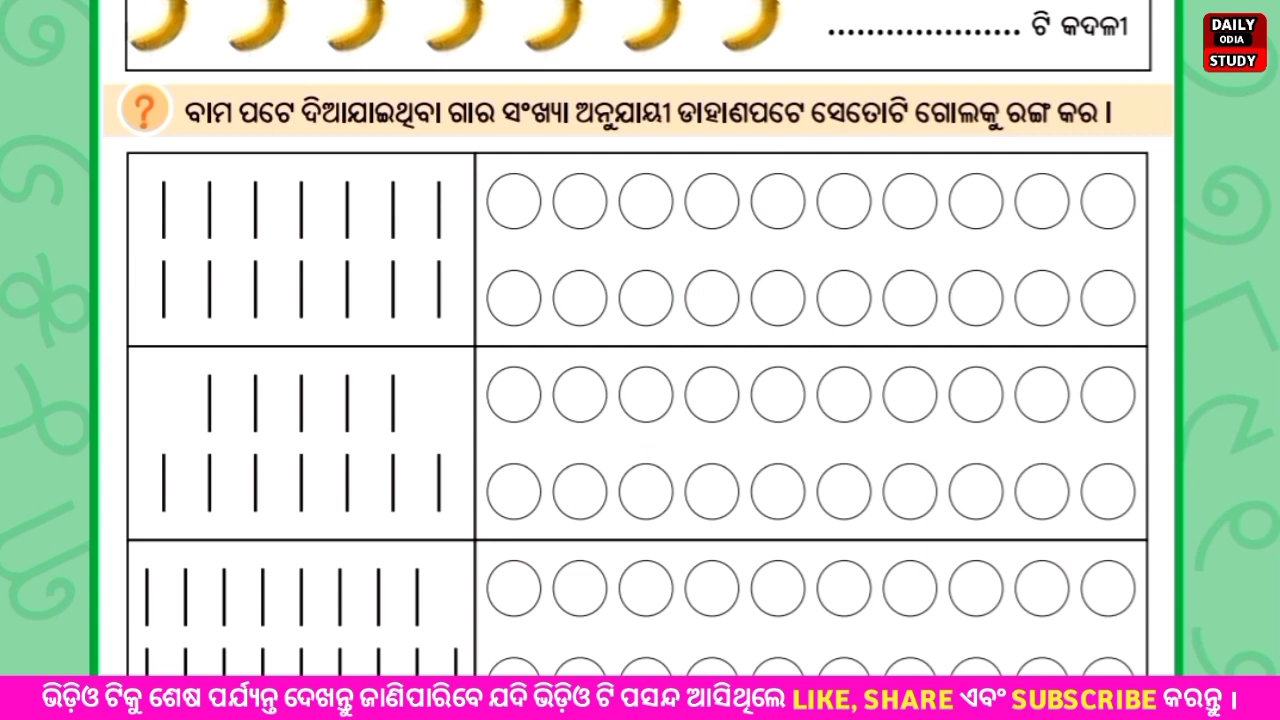 .................... ଟି କଦଳୀ
DAILY
ODIA
STUDY
? ବାମ ପଟେ ଦିଆଯାଇଥିବା ଗାର ସଂଖ୍ୟା ଅନୁଯାୟୀ ଡାହାଣପଟେ ସେତୋଟି ଗୋଲକୁ ରଙ୍ଗ କର ।
ଭିଡ଼ିଓ ଟିକୁ ଶେଷ ପର୍ଯ୍ୟନ୍ତ ଦେଖନ୍ତୁ ଜାଣିପାରିବେ ଯଦି ଭିଡ଼ିଓ ଟି ପସନ୍ଦ ଆସିଥିଲେ LIKE, SHARE ଏବଂ SUBSCRIBE କରନ୍ତୁ ।